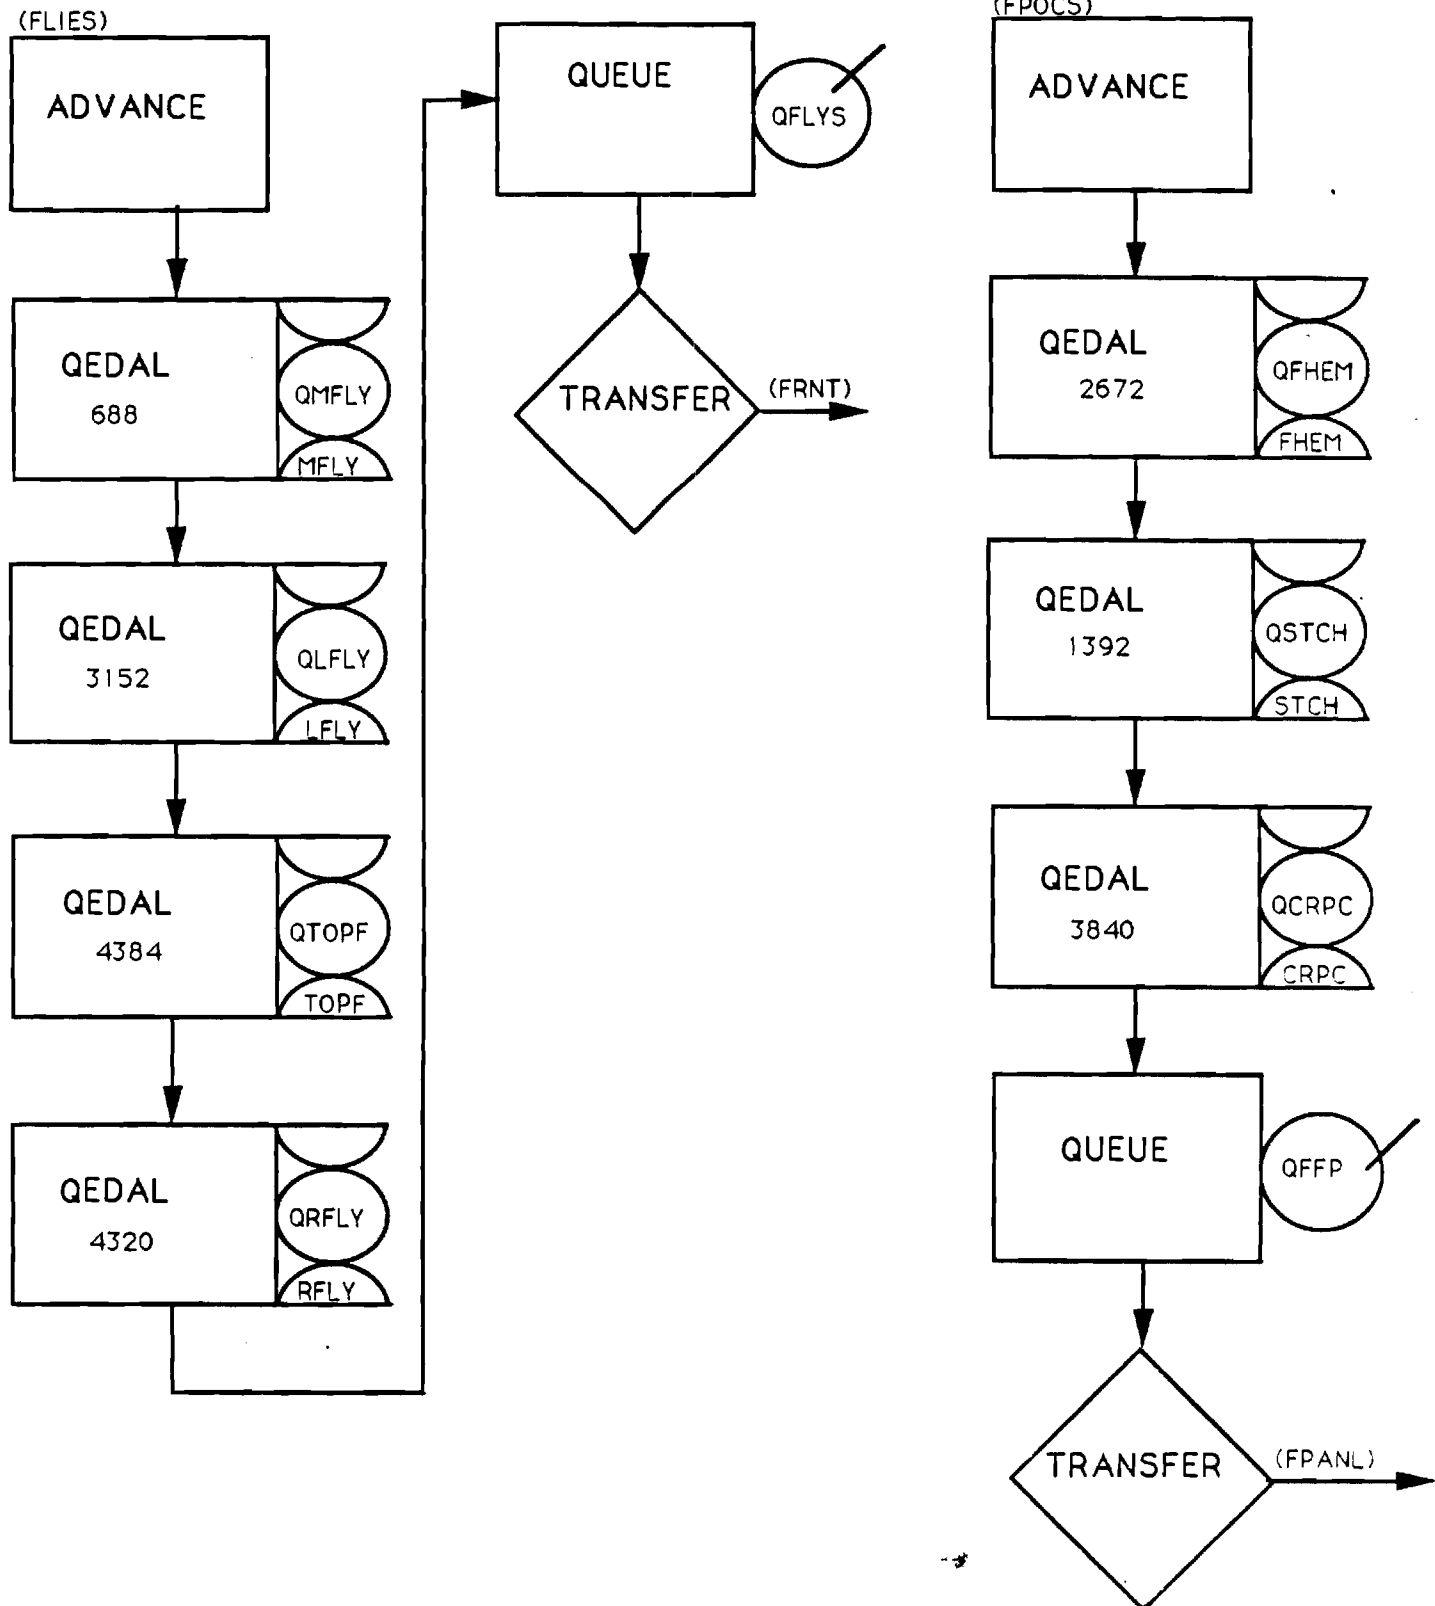 (FLIES)
ADVANCE
QEDAL
688
QMFLY
MFLY
QEDAL
3152
QLFLY
LFLY
QEDAL
4384
QTOPF
TOPF
QEDAL
4320
QRFLY
RFLY
QUEUE
QFLYS
TRANSFER
(FRNT)
(FPOCS)
ADVANCE
QEDAL
2672
QFHEM
FHEM
QEDAL
1392
QSTCH
STCH
QEDAL
3840
QCRPC
CRPC
QUEUE
QFFP
TRANSFER
(FPANL)